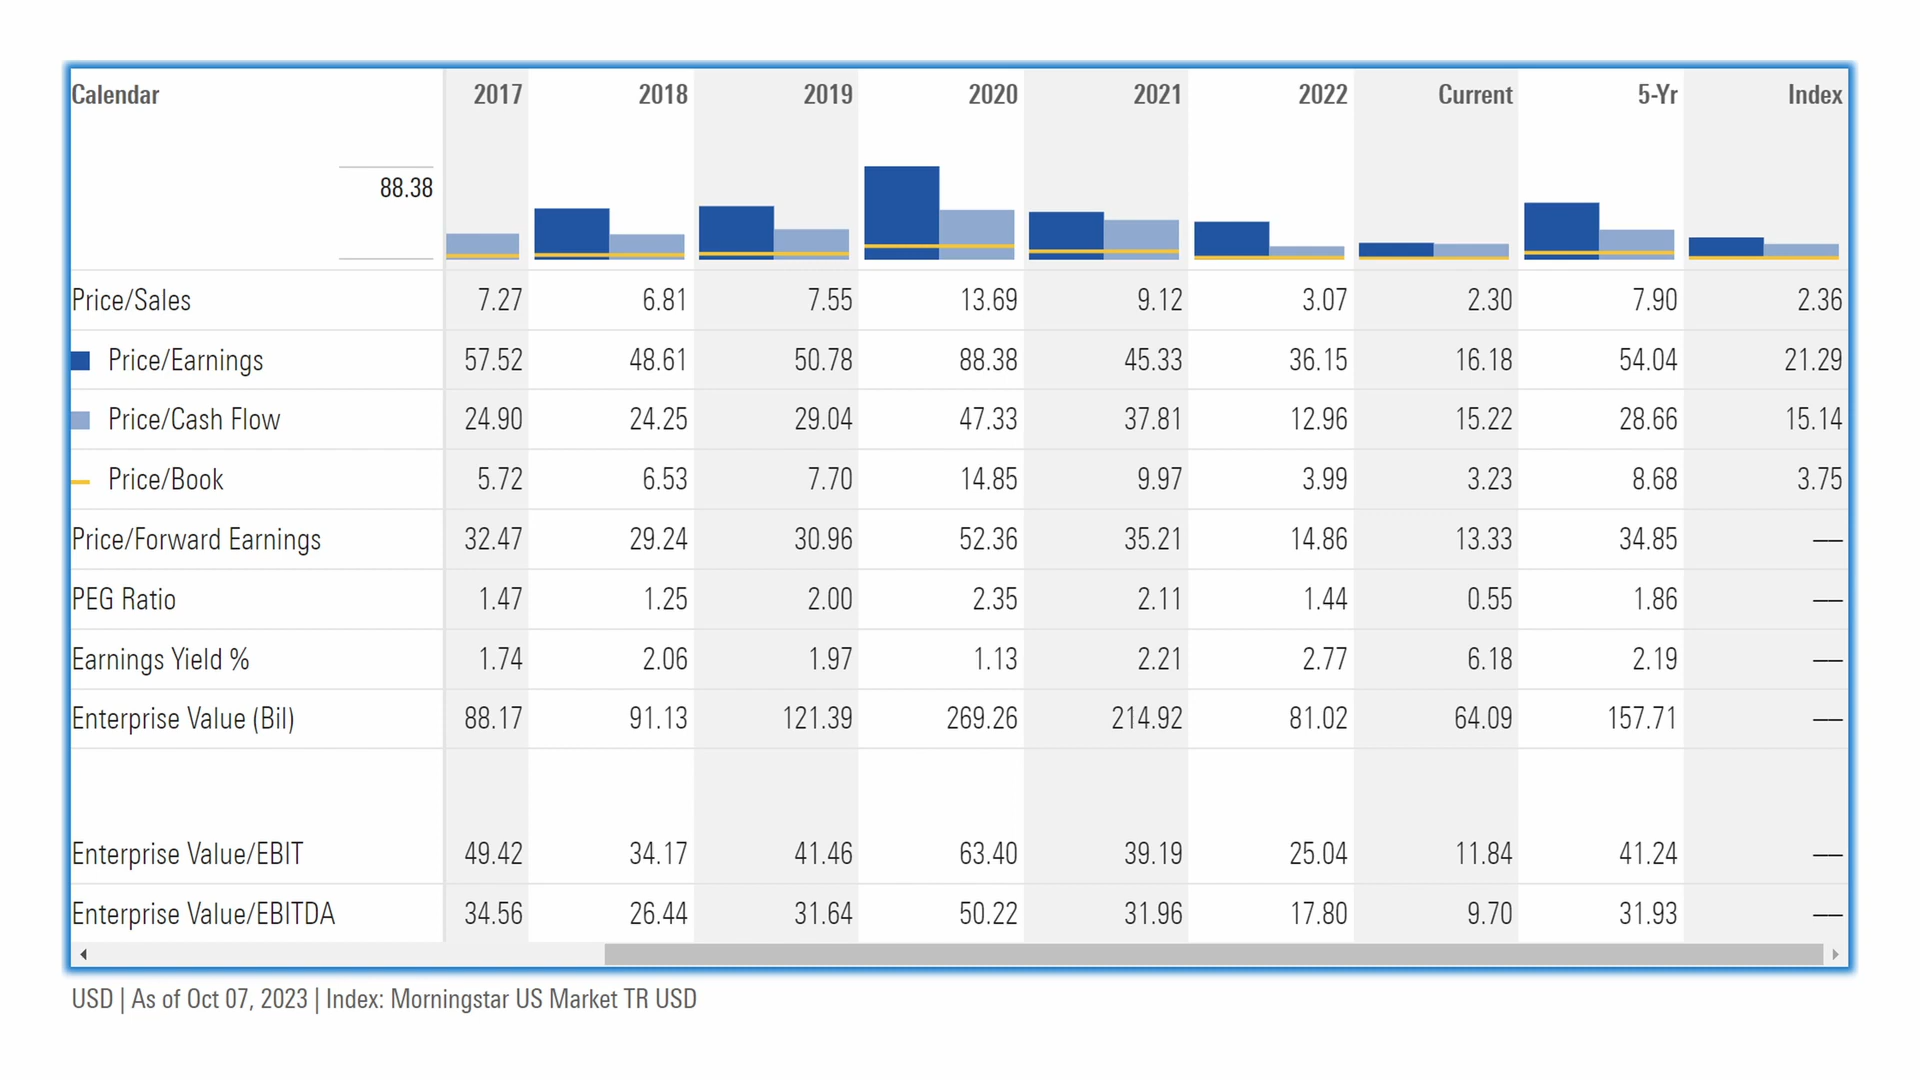 Calendar 2017 2018 2019 2020 2021 2022 Current 5-Yr Index
88.38
Price/Sales 7.27 6.81 7.55 13.69 9.12 3.07 2.30 7.90 2.36
Price/Earnings 57.52 48.61 50.78 88.38 45.33 36.15 16.18 54.04 21.29
Price/Cash Flow 24.90 24.25 29.04 47.33 37.81 12.96 15.22 28.66 15.14
Price/Book 5.72 6.53 7.70 14.85 9.97 3.99 3.23 8.68 3.75
Price/Forward Earnings 32.47 29.24 30.96 52.36 35.21 14.86 13.33 34.85 —
PEG Ratio 1.47 1.25 2.00 2.35 2.11 1.44 0.55 1.86 —
Earnings Yield % 1.74 2.06 1.97 1.13 2.21 2.77 6.18 2.19 —
Enterprise Value (Bil) 88.17 91.13 121.39 269.26 214.92 81.02 64.09 157.71 —
Enterprise Value/EBIT 49.42 34.17 41.46 63.40 39.19 25.04 11.84 41.24 —
Enterprise Value/EBITDA 34.56 26.44 31.64 50.22 31.96 17.80 9.70 31.93 —
USD | As of Oct 07, 2023 | Index: Morningstar US Market TR USD